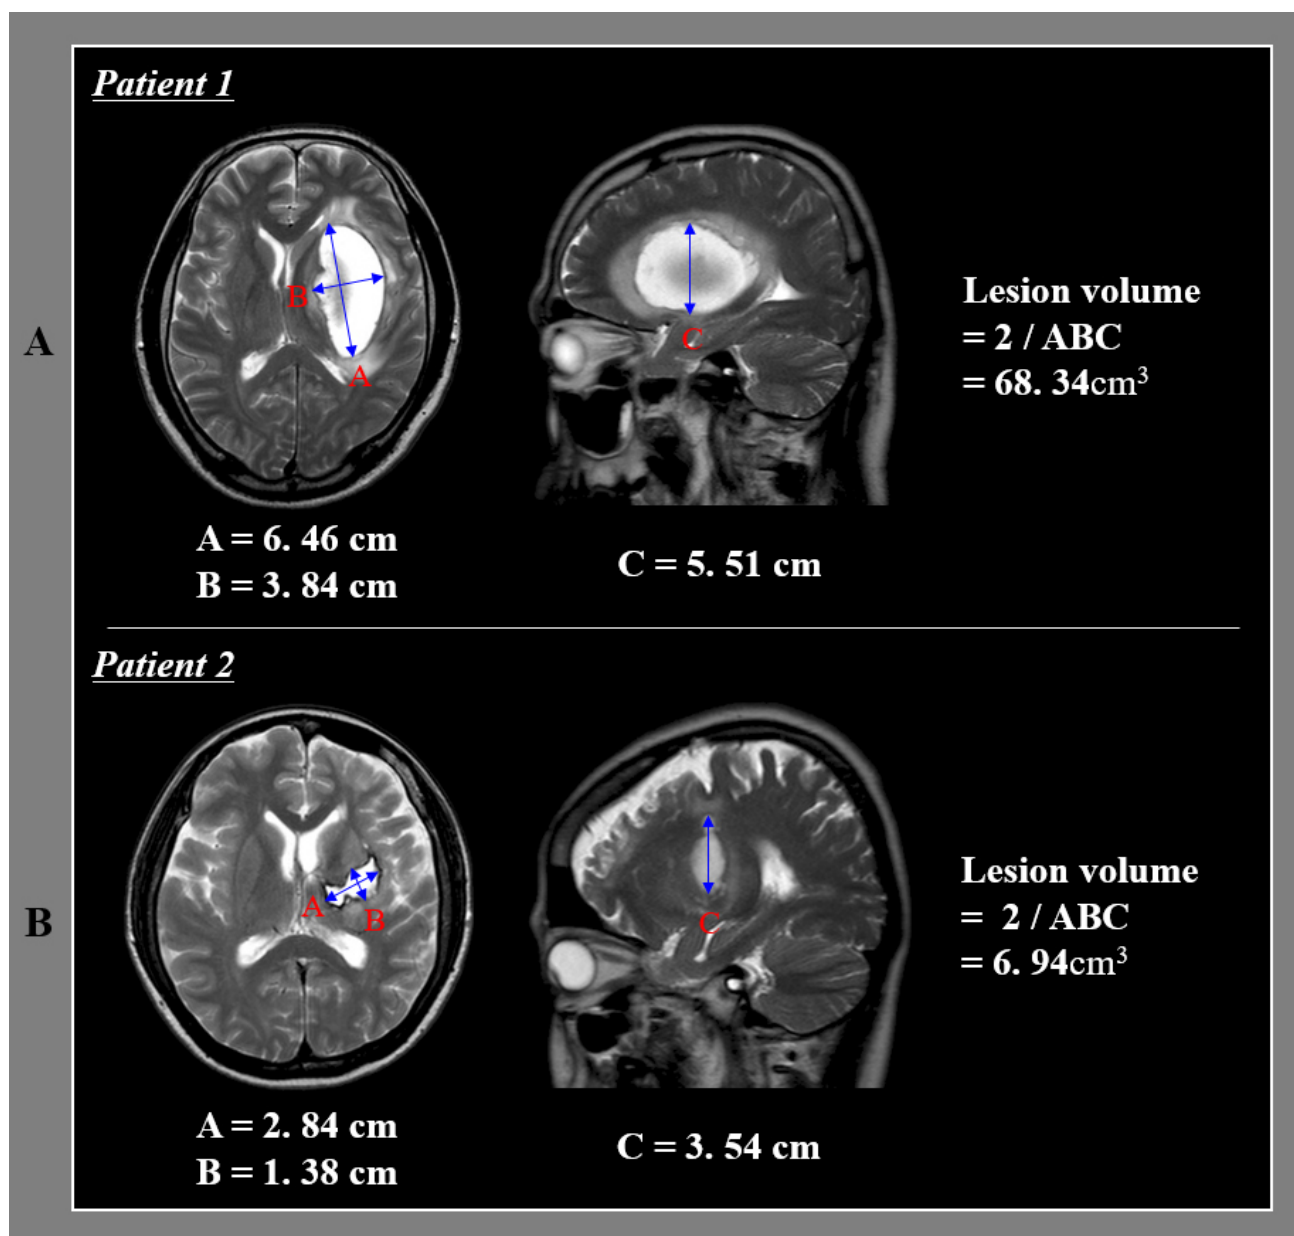 Patient 1
B
A
C
A
Lesion volume
= 2 / ABC
= 68. 34cm³
A = 6. 46 cm
B = 3. 84 cm
C = 5. 51 cm
Patient 2
A
B
C
B
Lesion volume
= 2 / ABC
= 6. 94cm³
A = 2. 84 cm
B = 1. 38 cm
C = 3. 54 cm